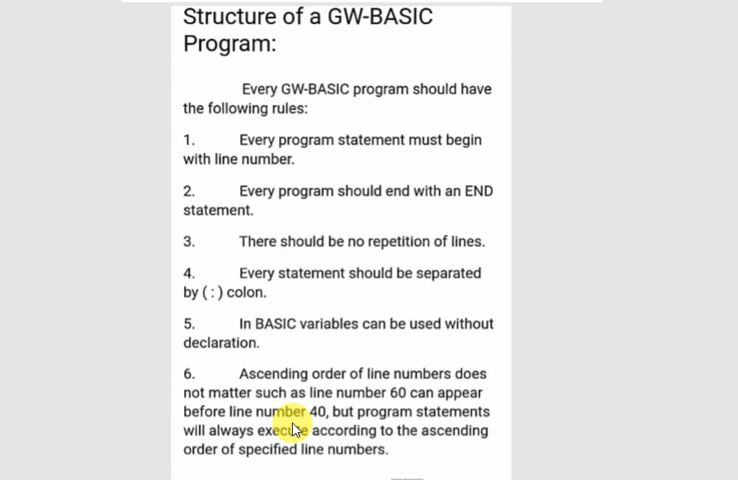 Structure of a GW-BASIC
Program:
Every GW-BASIC program should have
the following rules:
1. Every program statement must begin
with line number.
2. Every program should end with an END
statement.
3. There should be no repetition of lines.
4. Every statement should be separated
by ( : ) colon.
5. In BASIC variables can be used without
declaration.
6. Ascending order of line numbers does
not matter such as line number 60 can appear
before line number 40, but program statements
will always execute according to the ascending
order of specified line numbers.